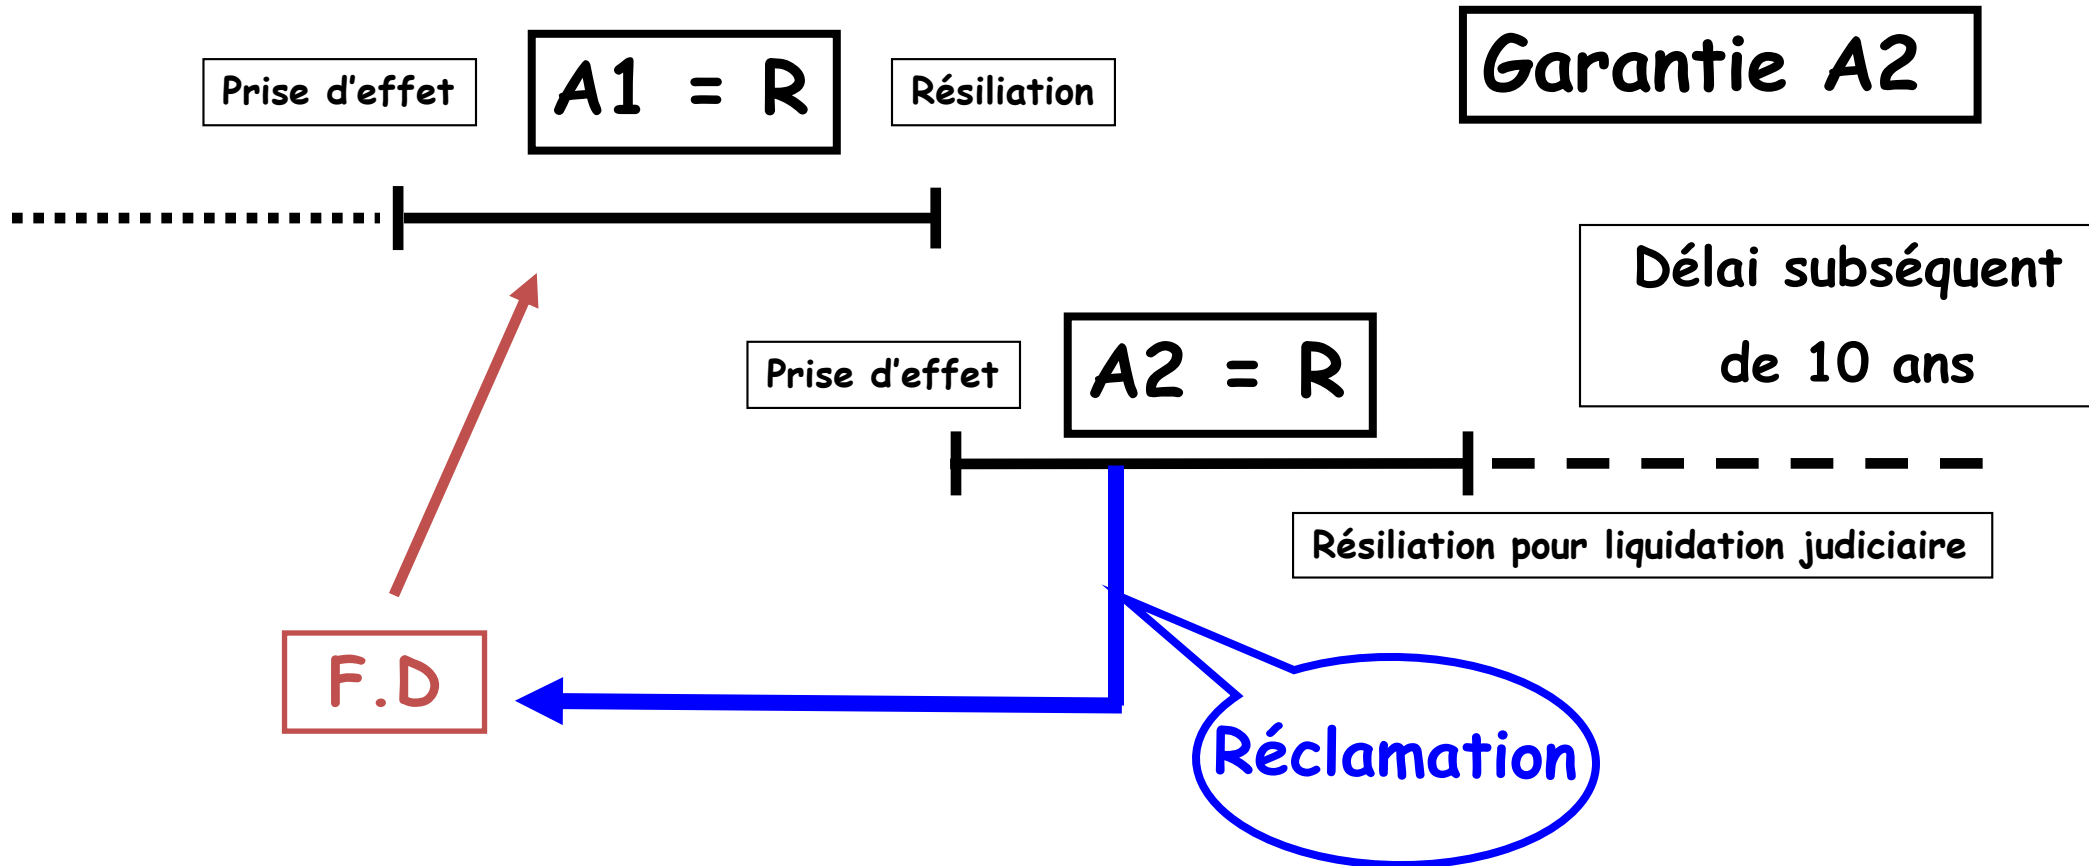 Prise d'effet
A1 = R
Résiliation
Garantie A2
Délai subséquent
de 10 ans
Prise d'effet
A2 = R
Résiliation pour liquidation judiciaire
F.D
Réclamation